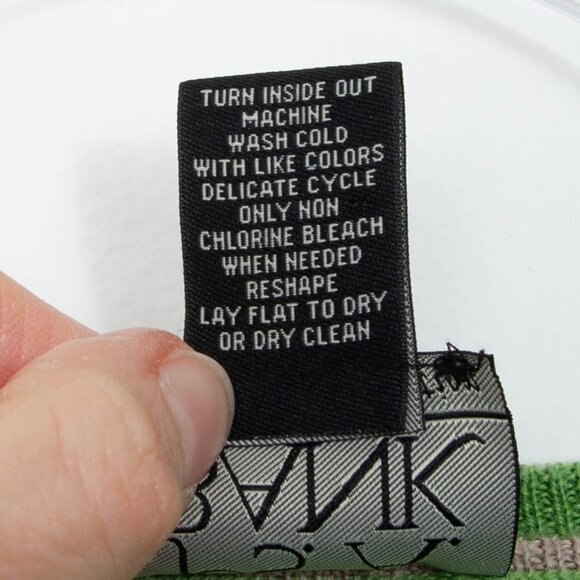 TURN INSIDE OUT
MACHINE
WASH COLD
WITH LIKE COLORS
DELICATE CYCLE
ONLY NON
CHLORINE BLEACH
WHEN NEEDED
RESHAPE
LAY FLAT TO DRY
OR DRY CLEAN